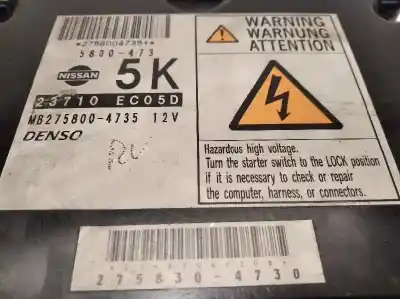 *2758004735*
5800-473
NISSAN
5K
23710 EC05D
MB275800-4735 12V
DENSO
WARNING
WARNUNG
ATTENTION
Hazardous high voltage.
Turn the starter switch to the LOCK position
if it is necessary to check or repair
the computer, harness, or connectors.
275830-4730